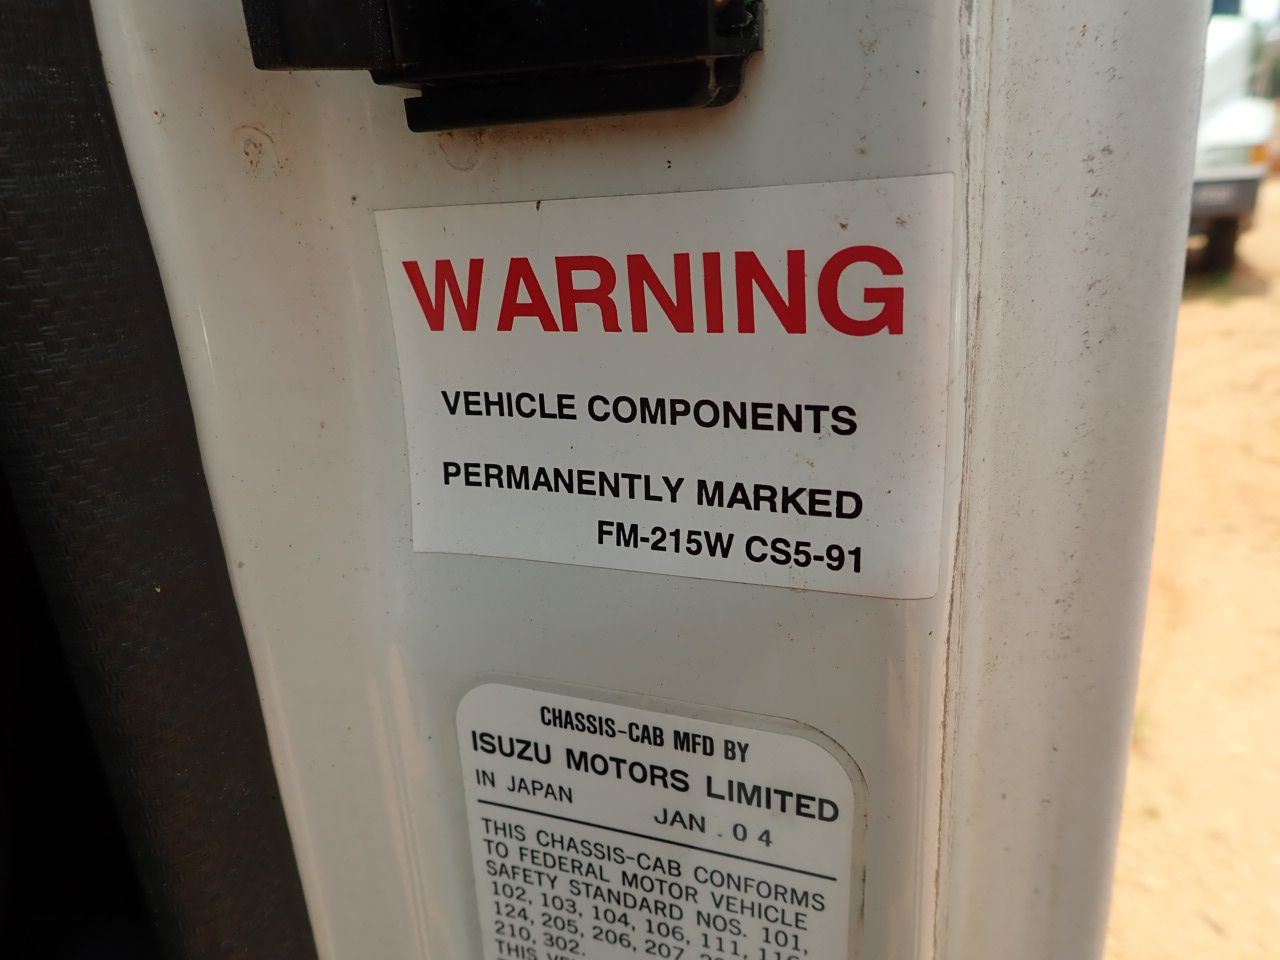 WARNING
VEHICLE COMPONENTS
PERMANENTLY MARKED
FM-215W CS5-91
CHASSIS-CAB MFD BY
ISUZU MOTORS LIMITED
IN JAPAN JAN . 04
THIS CHASSIS-CAB CONFORMS
TO FEDERAL MOTOR VEHICLE
SAFETY STANDARD NOS. 101,
102, 103, 104, 106, 111, 116,
124, 205, 206, 207,
210, 302.
THIS